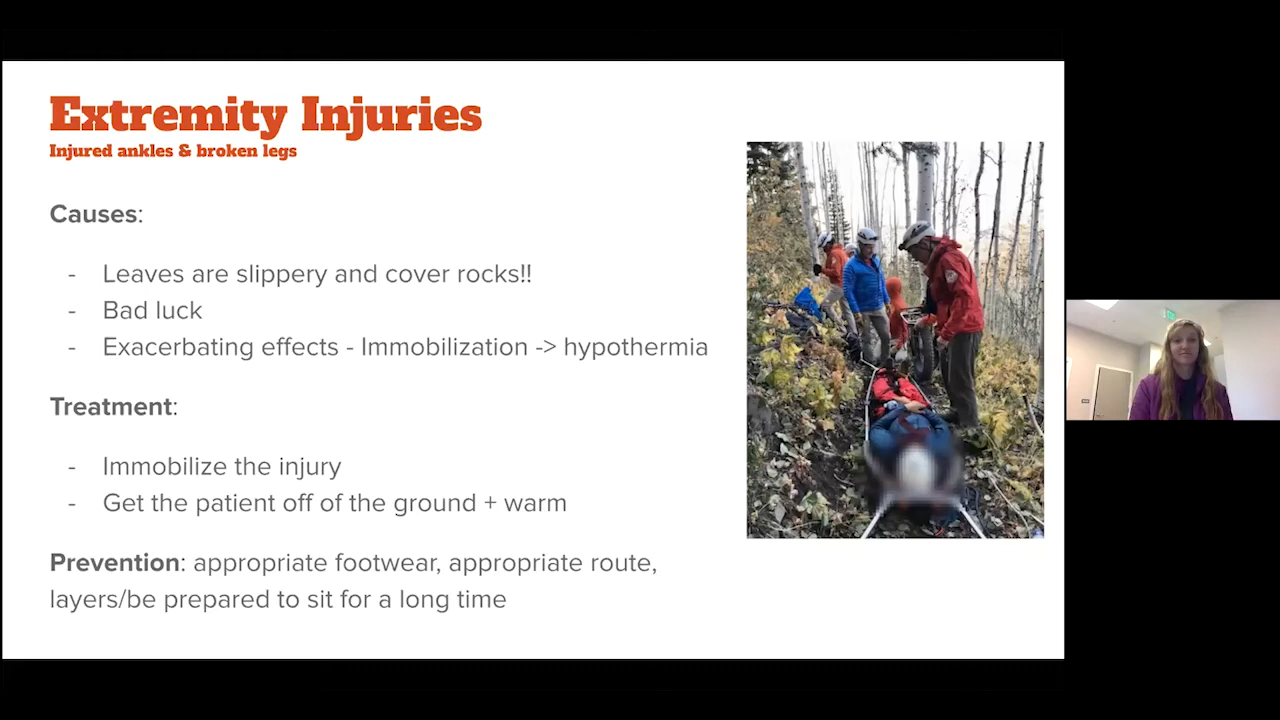 Extremity Injuries
Injured ankles & broken legs
Causes:
- Leaves are slippery and cover rocks!!
- Bad luck
- Exacerbating effects - Immobilization -> hypothermia
Treatment:
- Immobilize the injury
- Get the patient off of the ground + warm
Prevention: appropriate footwear, appropriate route,
layers/be prepared to sit for a long time